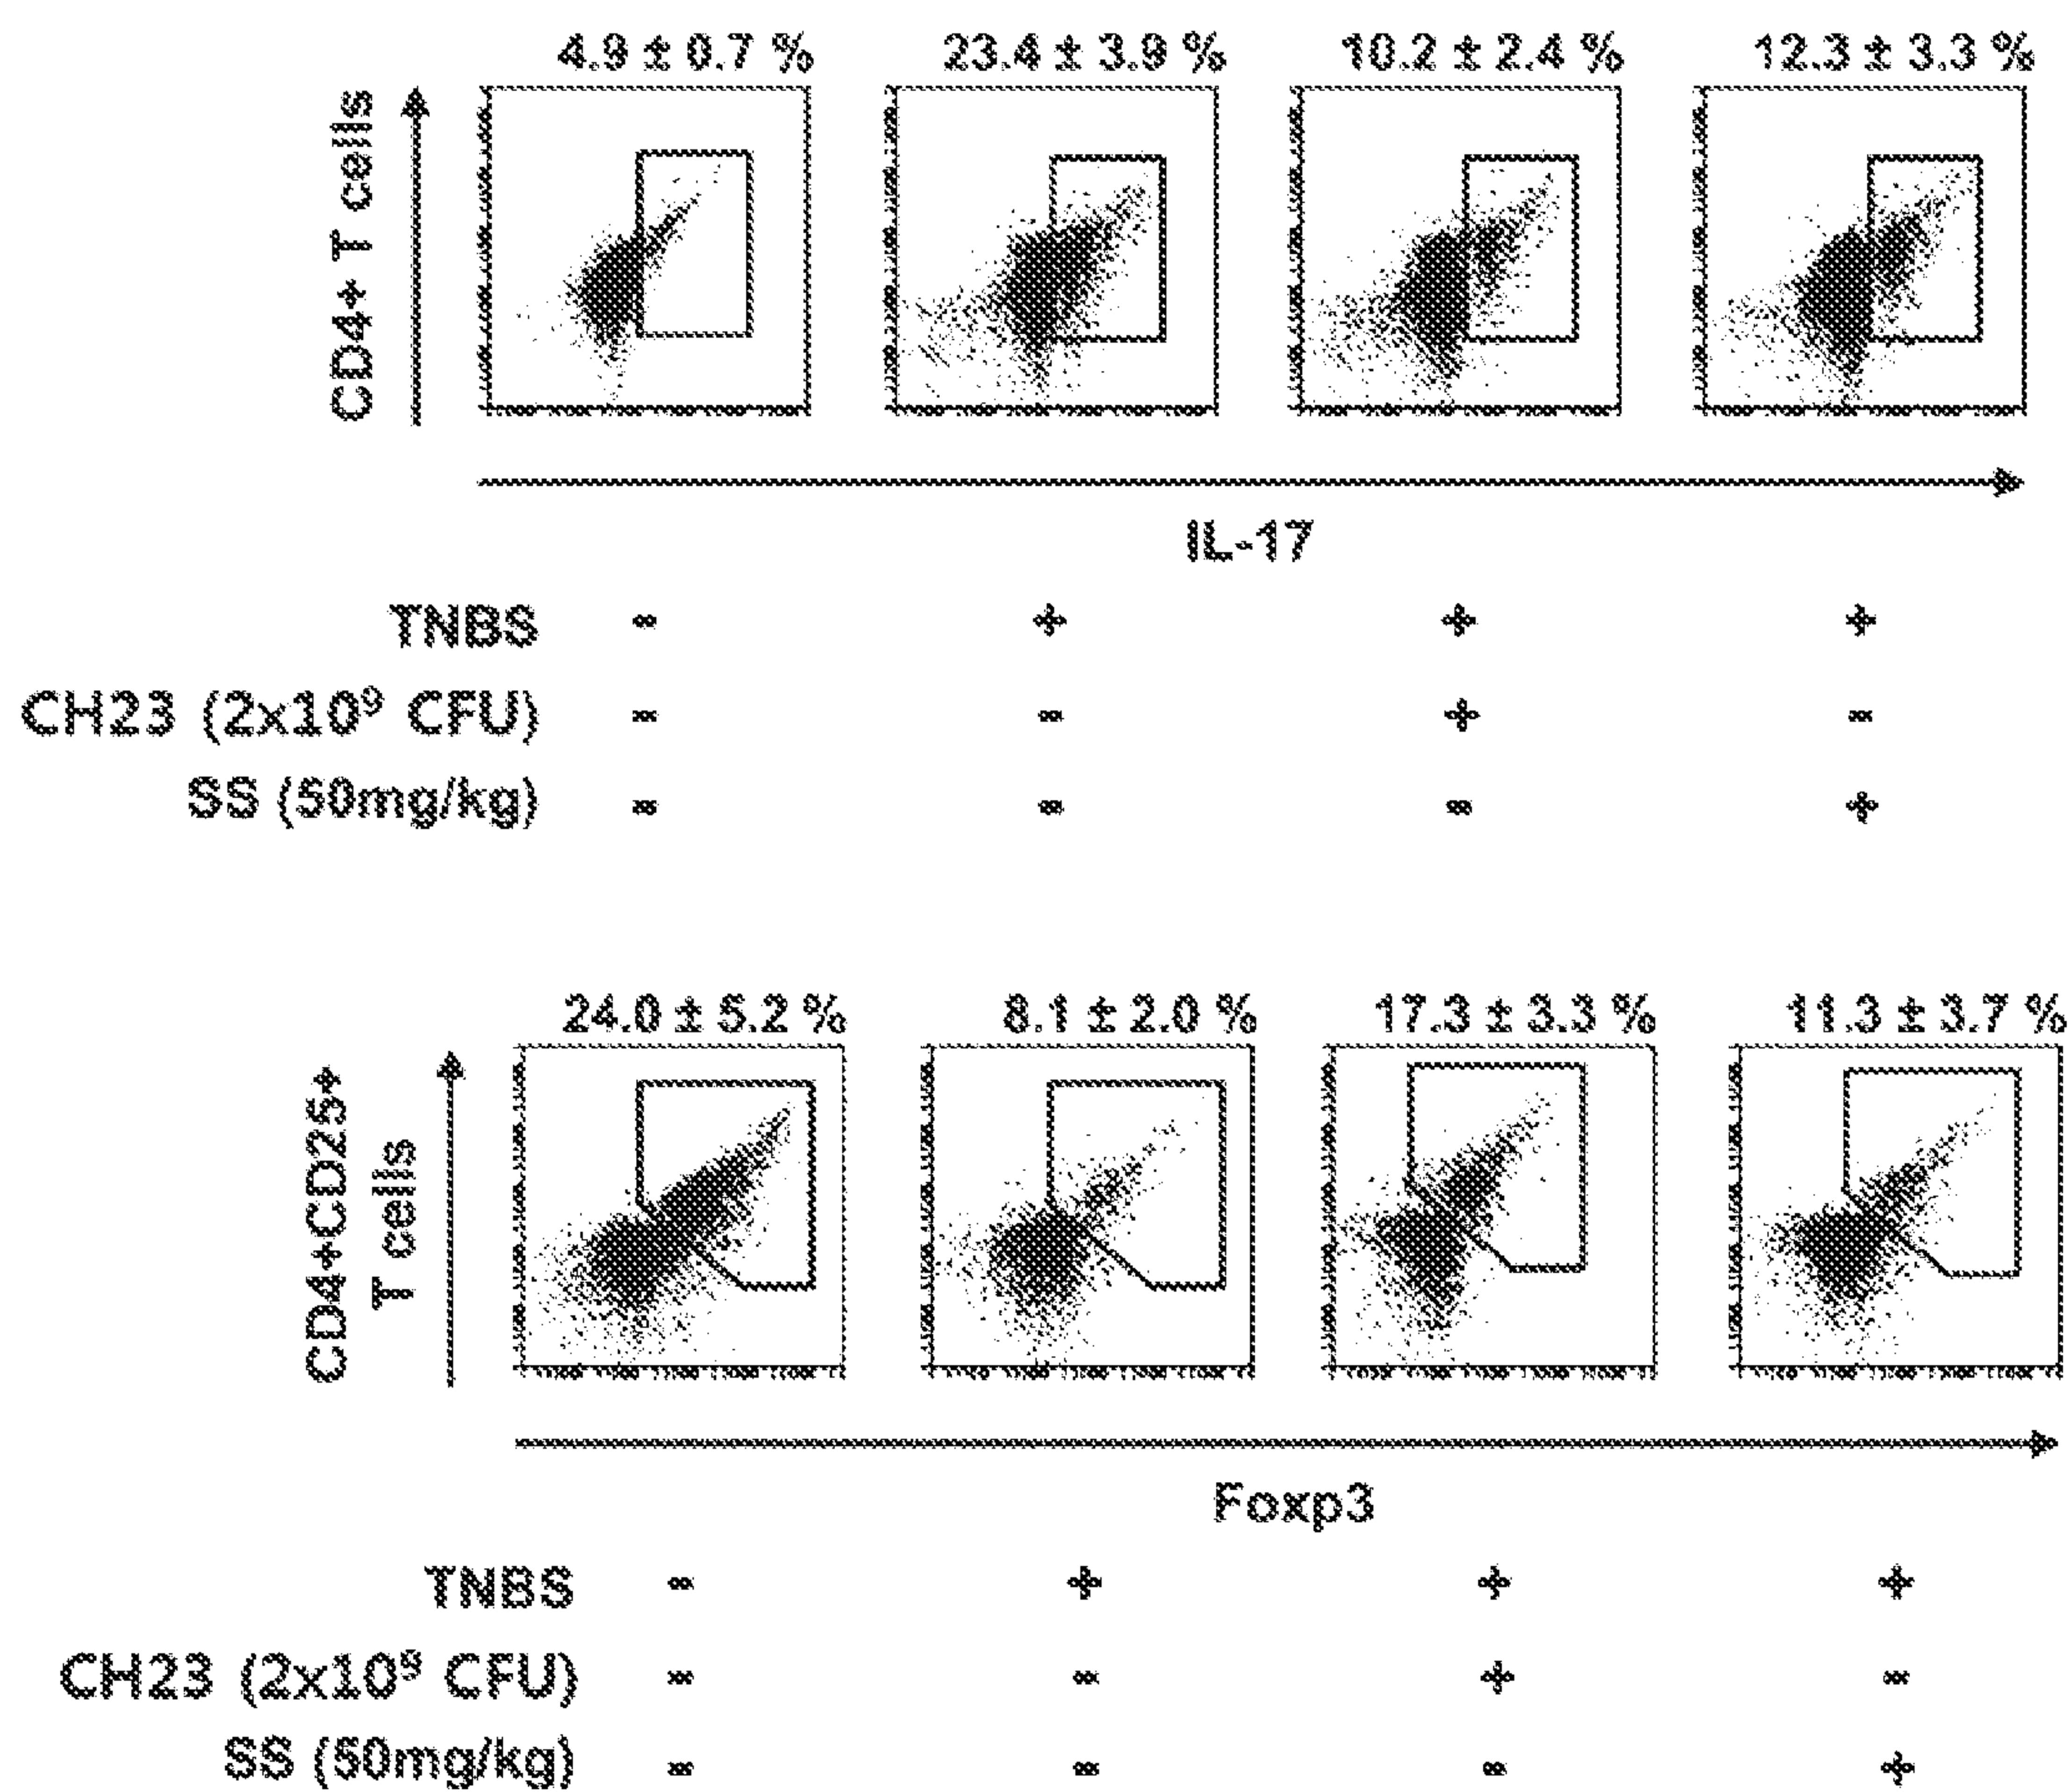 4.9 ± 0.7 % 23.4 ± 3.9 % 10.2 ± 2.4 % 12.3 ± 3.3 %
CD4+ T cells
IL-17
TNBS - + + +
CH23 (2x10⁹ CFU) - - + -
SS (50mg/kg) - - - +
24.0 ± 5.2 % 8.1 ± 2.0 % 17.3 ± 3.3 % 11.3 ± 3.7 %
CD4+CD25+
T cells
Foxp3
TNBS - + + +
CH23 (2x10⁹ CFU) - - + -
SS (50mg/kg) - - - +